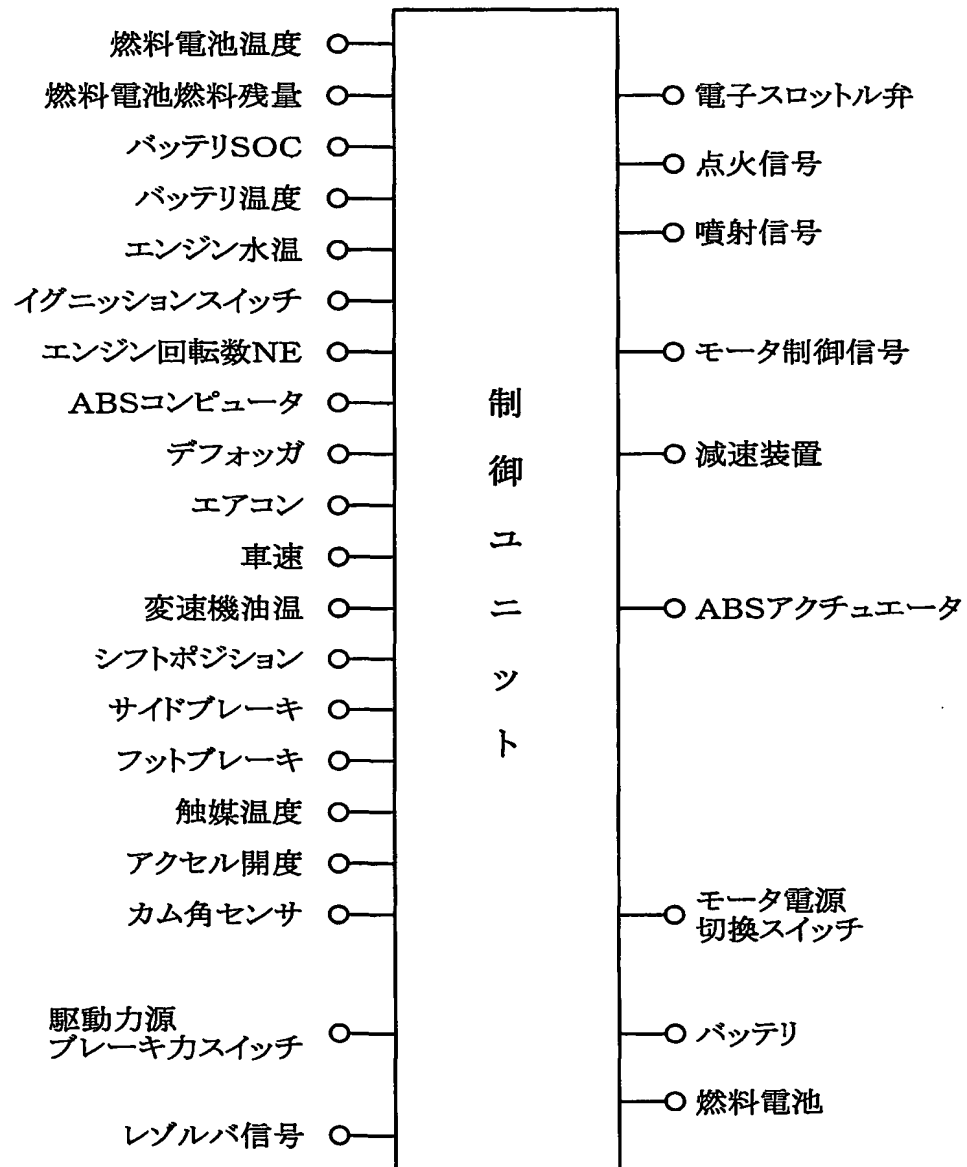 燃料電池温度
燃料電池燃料残量
バッテリSOC
バッテリ温度
エンジン水温
イグニッションスイッチ
エンジン回転数NE
ABSコンピュータ
デフォッガ
エアコン
車速
変速機油温
シフトポジション
サイドブレーキ
フットブレーキ
触媒温度
アクセル開度
カム角センサ
駆動力源
ブレーキ力スイッチ
レゾルバ信号
制御ユニット
電子スロットル弁
点火信号
噴射信号
モータ制御信号
減速装置
ABSアクチュエータ
モータ電源
切換スイッチ
バッテリ
燃料電池